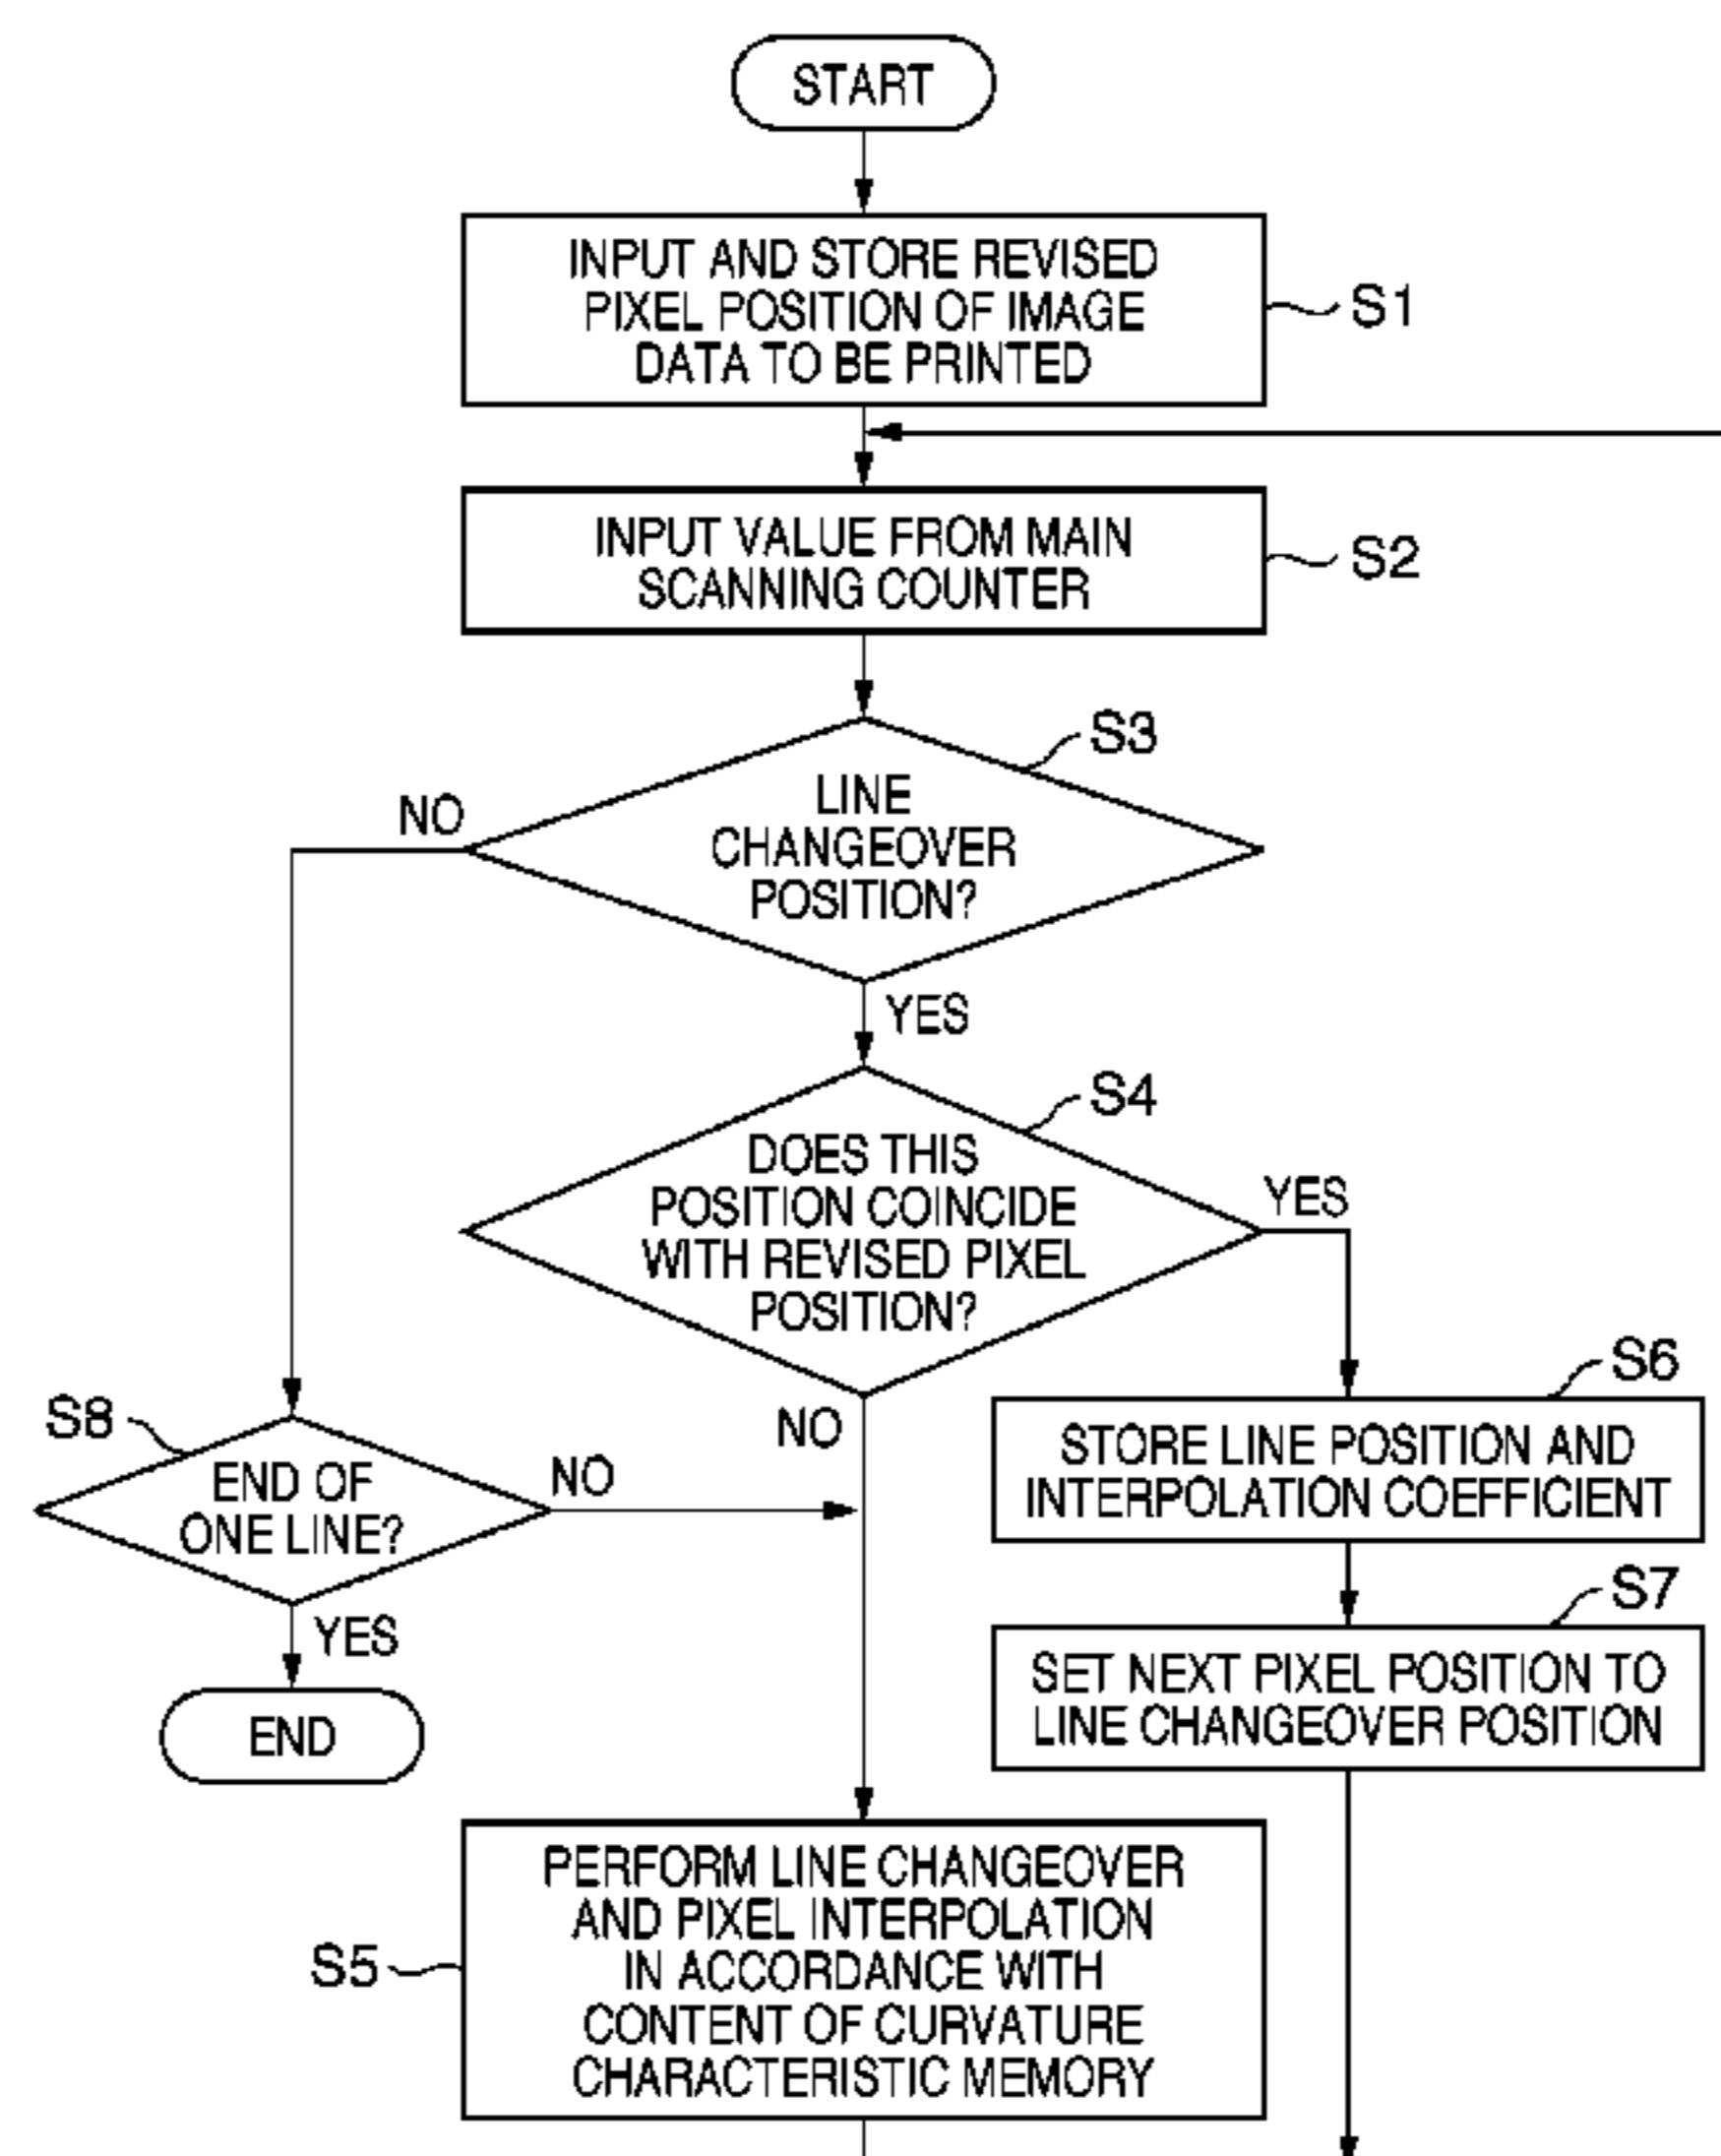 START
INPUT AND STORE REVISED
PIXEL POSITION OF IMAGE
DATA TO BE PRINTED
S1
INPUT VALUE FROM MAIN
SCANNING COUNTER
S2
S3
LINE
CHANGEOVER
POSITION?
NO
YES
S4
DOES THIS
POSITION COINCIDE
WITH REVISED PIXEL
POSITION?
YES
NO
S6
STORE LINE POSITION AND
INTERPOLATION COEFFICIENT
S8
END OF
ONE LINE?
NO
YES
END
S7
SET NEXT PIXEL POSITION TO
LINE CHANGEOVER POSITION
S5
PERFORM LINE CHANGEOVER
AND PIXEL INTERPOLATION
IN ACCORDANCE WITH
CONTENT OF CURVATURE
CHARACTERISTIC MEMORY